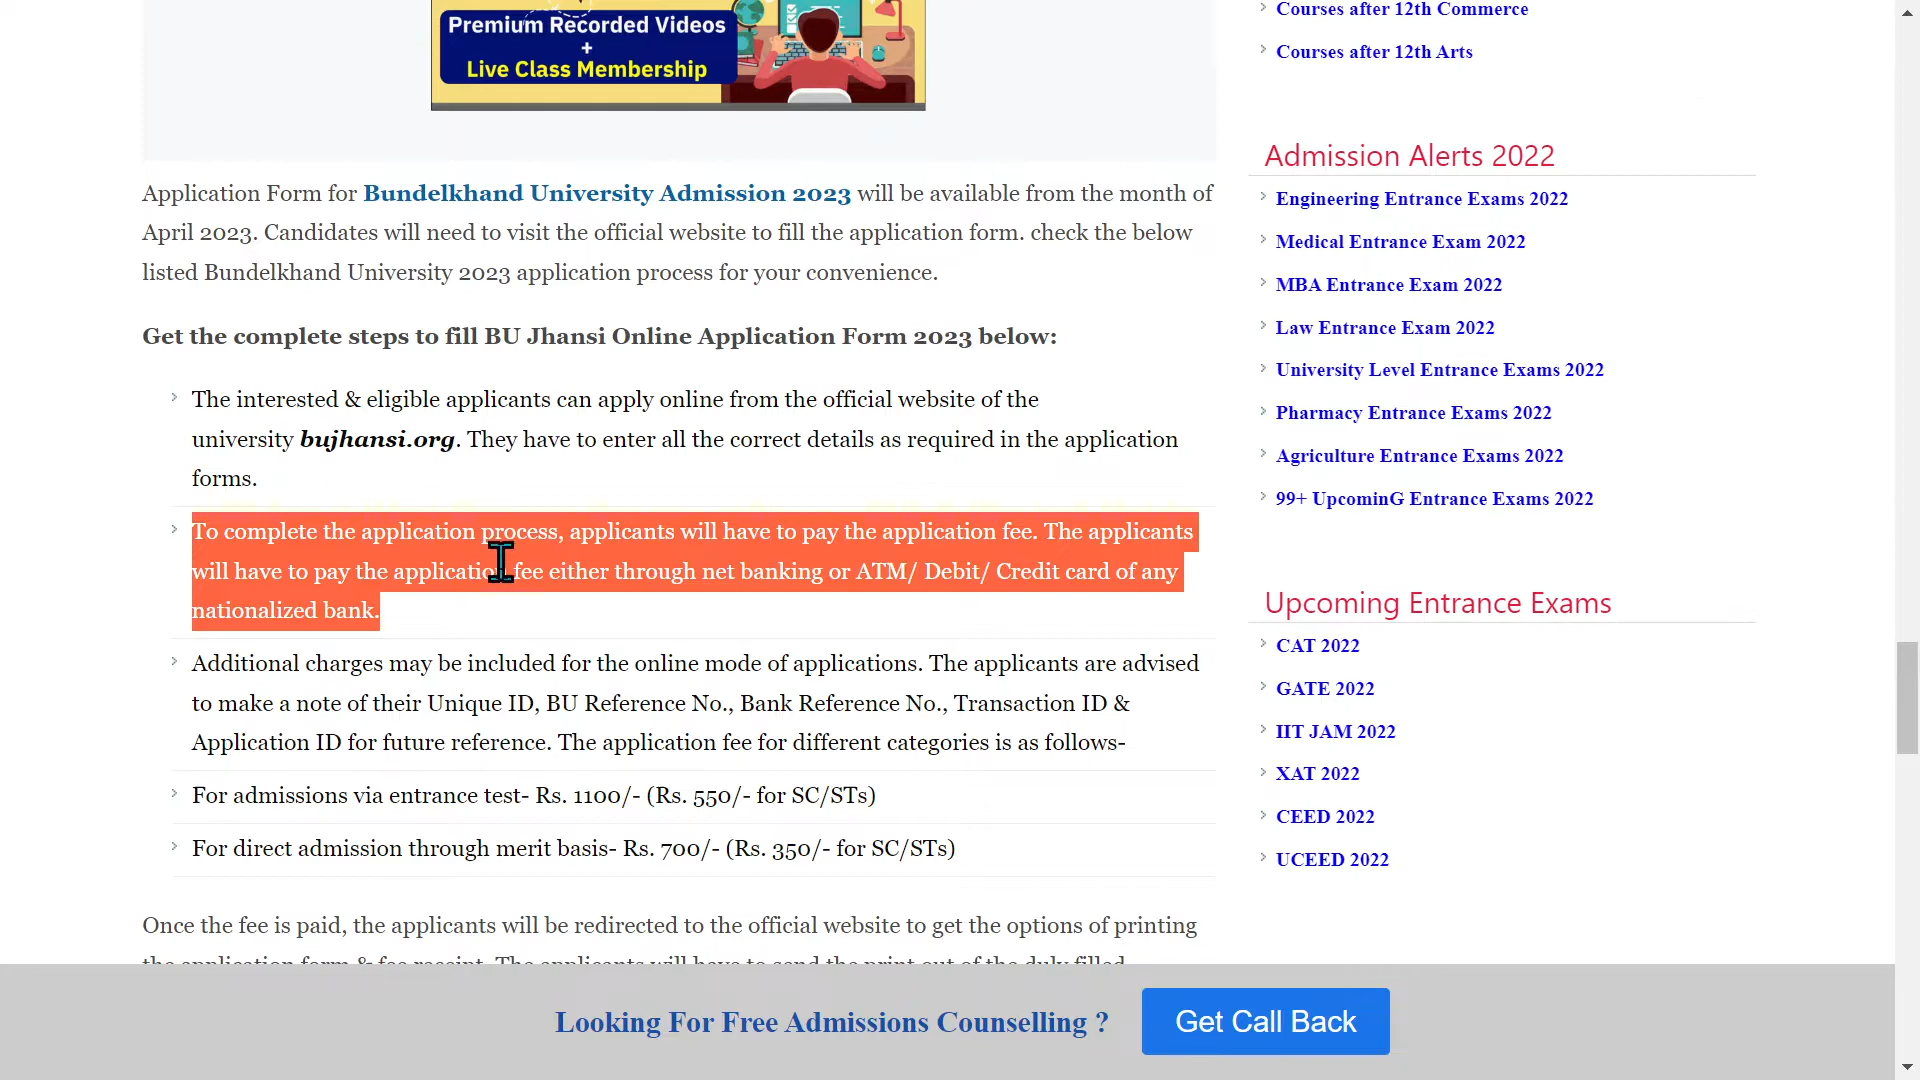 Premium Recorded Videos
+
Live Class Membership
Application Form for Bundelkhand University Admission 2023 will be available from the month of
April 2023. Candidates will need to visit the official website to fill the application form. check the below
listed Bundelkhand University 2023 application process for your convenience.
Get the complete steps to fill BU Jhansi Online Application Form 2023 below:
The interested & eligible applicants can apply online from the official website of the
university bujhansi.org. They have to enter all the correct details as required in the application
forms.
To complete the application process, applicants will have to pay the application fee. The applicants
will have to pay the application fee either through net banking or ATM/ Debit/ Credit card of any
nationalized bank.
Additional charges may be included for the online mode of applications. The applicants are advised
to make a note of their Unique ID, BU Reference No., Bank Reference No., Transaction ID &
Application ID for future reference. The application fee for different categories is as follows-
For admissions via entrance test- Rs. 1100/- (Rs. 550/- for SC/STs)
For direct admission through merit basis- Rs. 700/- (Rs. 350/- for SC/STs)
Once the fee is paid, the applicants will be redirected to the official website to get the options of printing
the application form & fee receipt. The applicants will have to send the print out of the duly filled
Courses after 12th Commerce
Courses after 12th Arts
Admission Alerts 2022
Engineering Entrance Exams 2022
Medical Entrance Exam 2022
MBA Entrance Exam 2022
Law Entrance Exam 2022
University Level Entrance Exams 2022
Pharmacy Entrance Exams 2022
Agriculture Entrance Exams 2022
99+ UpcominG Entrance Exams 2022
Upcoming Entrance Exams
CAT 2022
GATE 2022
IIT JAM 2022
XAT 2022
CEED 2022
UCEED 2022
Looking For Free Admissions Counselling ?
Get Call Back